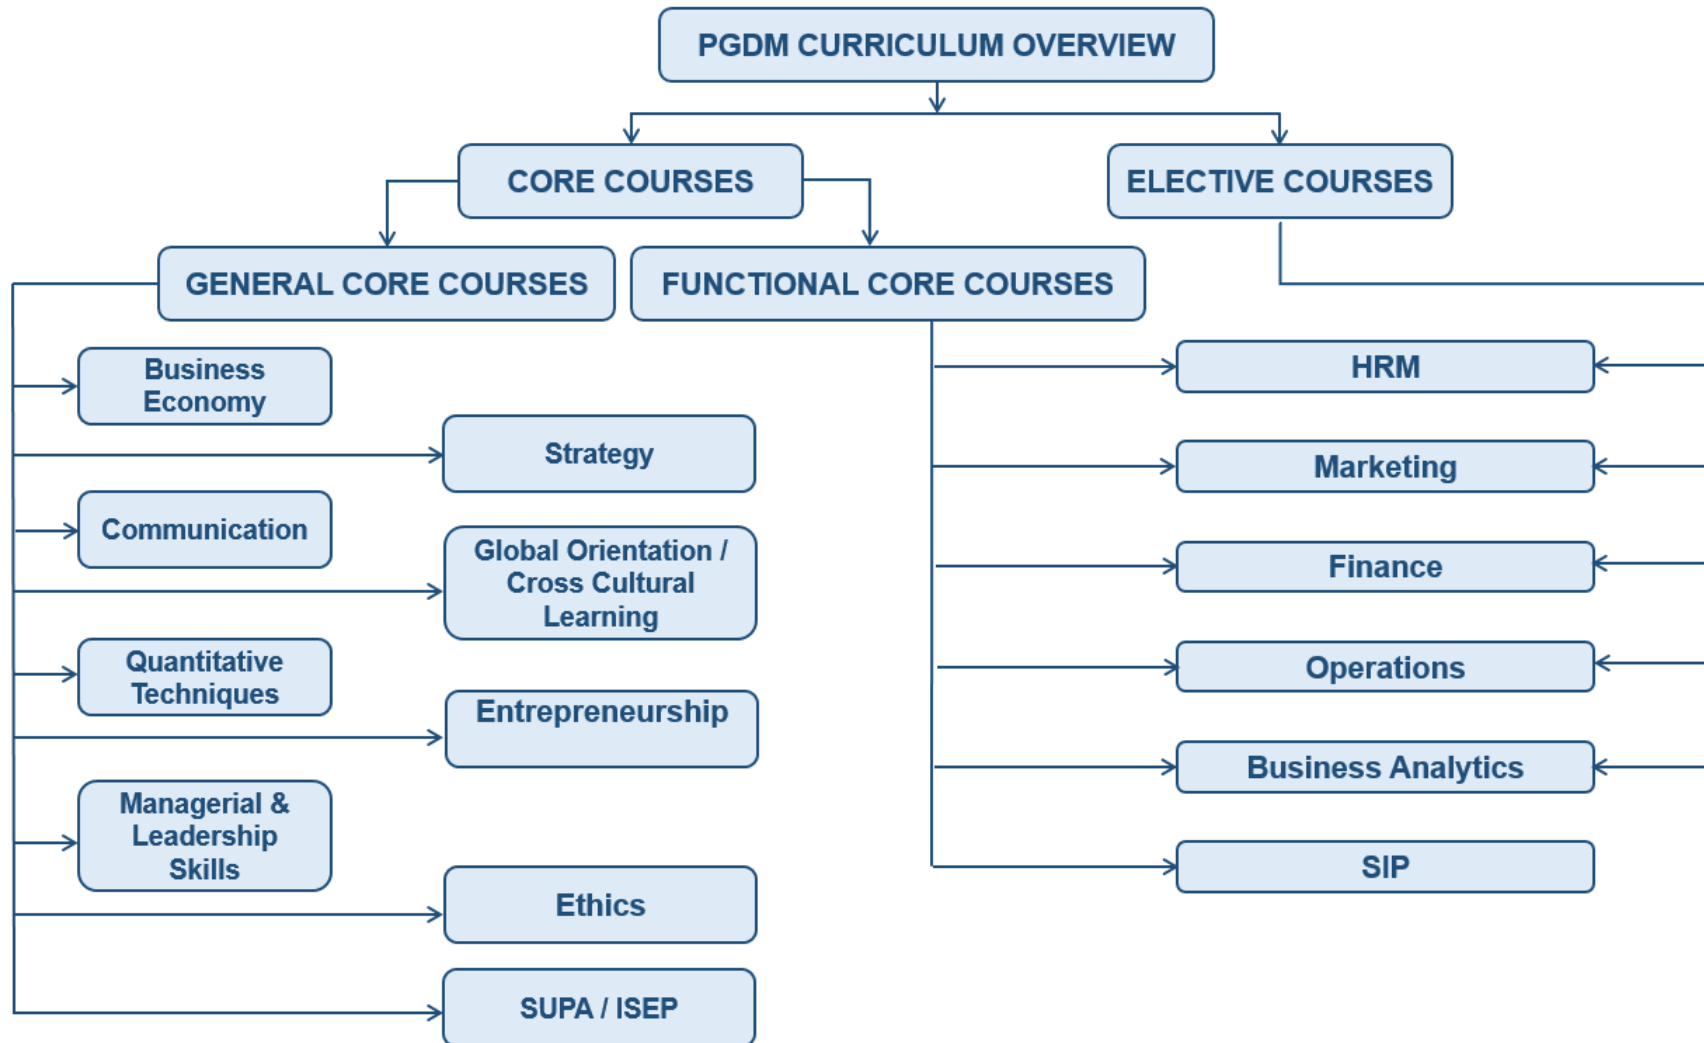 PGDM CURRICULUM OVERVIEW
CORE COURSES
ELECTIVE COURSES
GENERAL CORE COURSES
FUNCTIONAL CORE COURSES
Business
Economy
Strategy
Communication
Global Orientation /
Cross Cultural
Learning
Quantitative
Techniques
Entrepreneurship
Managerial &
Leadership
Skills
Ethics
SUPA / ISEP
HRM
Marketing
Finance
Operations
Business Analytics
SIP